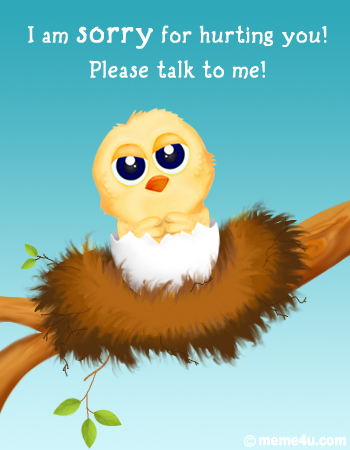 I am sorry for hurting you!
Please talk to me!
© meme4u.com